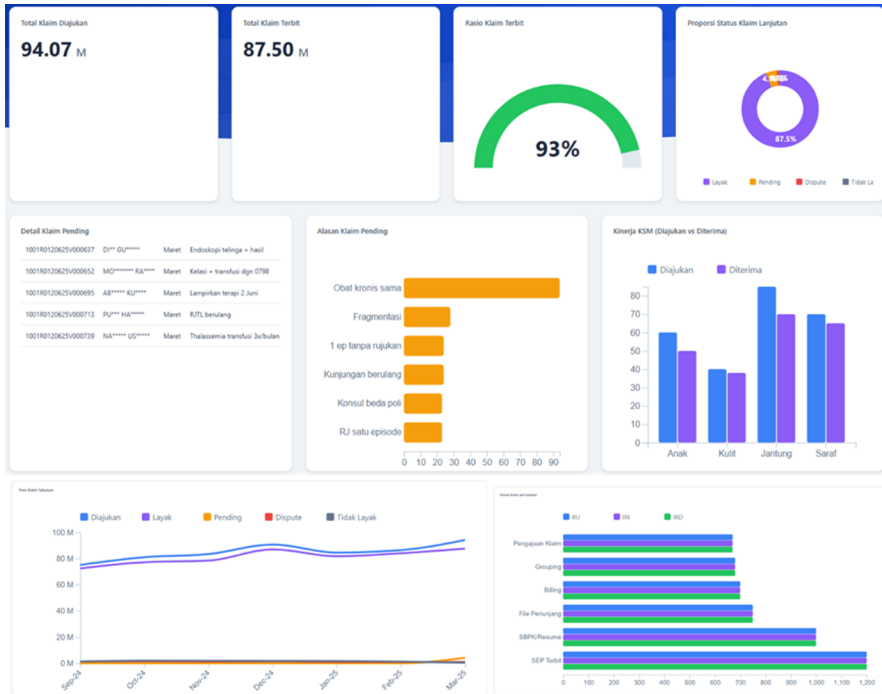 Total Klaim Diajukan
94.07 M
Total Klaim Terbit
87.50 M
Rasio Klaim Terbit
93%
Proporsi Status Klaim Lanjutan
87.5%
Layak Pending Dispute Tidak La
Detail Klaim Pending
1001R0120625V000637 DI** GU***** Maret Endoskopi telinga + hasil
1001R0120625V000652 MO******* RA**** Maret Kelasi + transfusi dgn 0798
1001R0120625V000695 AB***** KU**** Maret Lampirkan terapi 2 Juni
1001R0120625V000713 PU*** HA***** Maret RJTL berulang
1001R0120625V000739 NA***** US***** Maret Thalassemia transfusi 3x/bulan
Alasan Klaim Pending
Obat kronis sama
Fragmentasi
1 ep tanpa rujukan
Kunjungan berulang
Konsul beda poli
RJ satu episode
0 10 20 30 40 50 60 70 80 90
Kinerja KSM (Diajukan vs Diterima)
Diajukan Diterima
80
70
60
50
40
30
20
10
0
Anak Kulit Jantung Saraf
Tren Klaim Tahunan
Diajukan Layak Pending Dispute Tidak Layak
100 M
80 M
60 M
40 M
20 M
0 M
Sep-24 Oct-24 Nov-24 Dec-24 Jan-25 Feb-25 Mar-25
IRI IRD
Pengajuan Klaim
Grouping
Billing
File Penunjang
SBPK/Resume
SEP Terbit
0 100 200 300 400 500 600 700 800 900 1,000 1,100 1,200